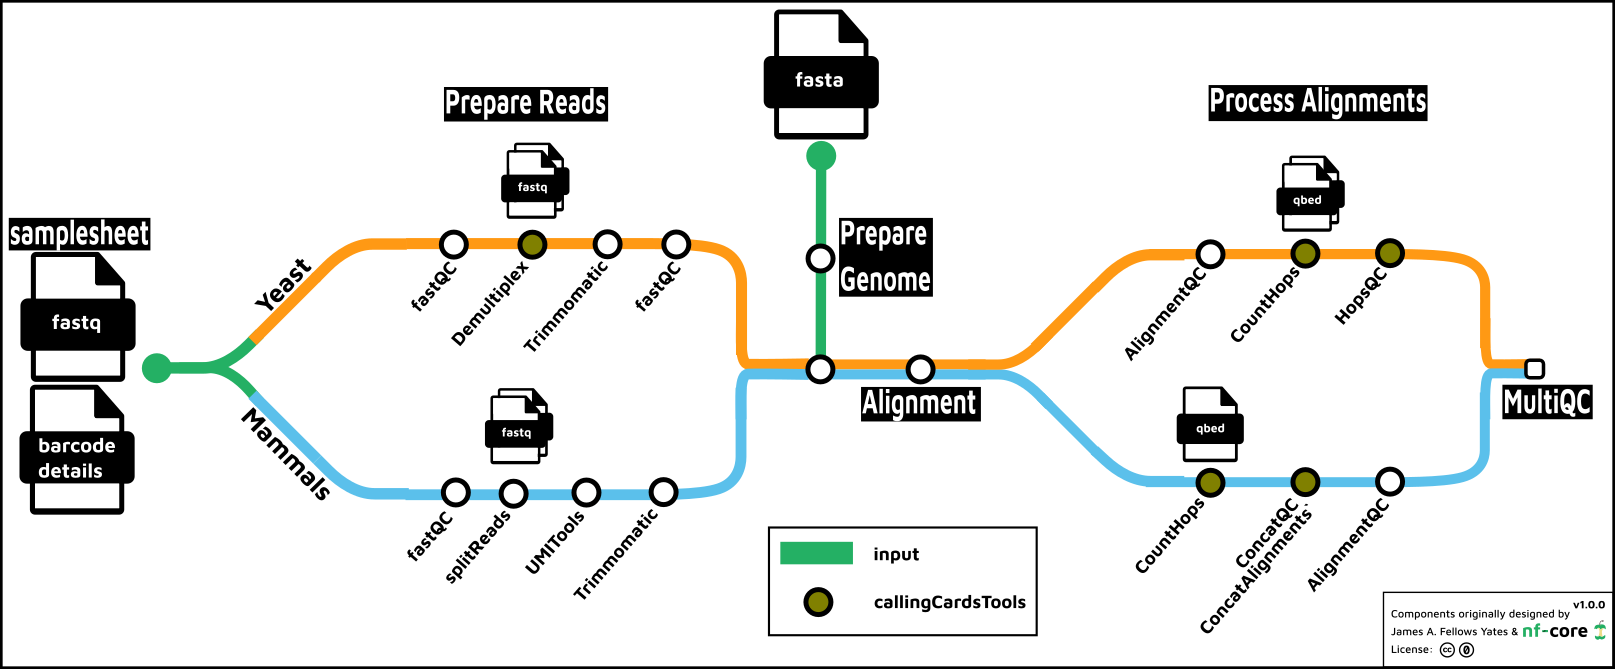 samplesheet
fastq
barcode
details
Yeast
Mammals
Prepare Reads
fastq
fastQC
Demultiplex
Trimmomatic
fastQC
fastq
fastQC
splitReads
UMITools
Trimmomatic
fasta
Prepare
Genome
Alignment
Process Alignments
qbed
AlignmentQC
CountHops
HopsQC
qbed
CountHops
ConcatQC
ConcatAlignments
AlignmentQC
MultiQC
input
callingCardsTools
v1.0.0
Components originally designed by
James A. Fellows Yates & nf-core
License: cc 0